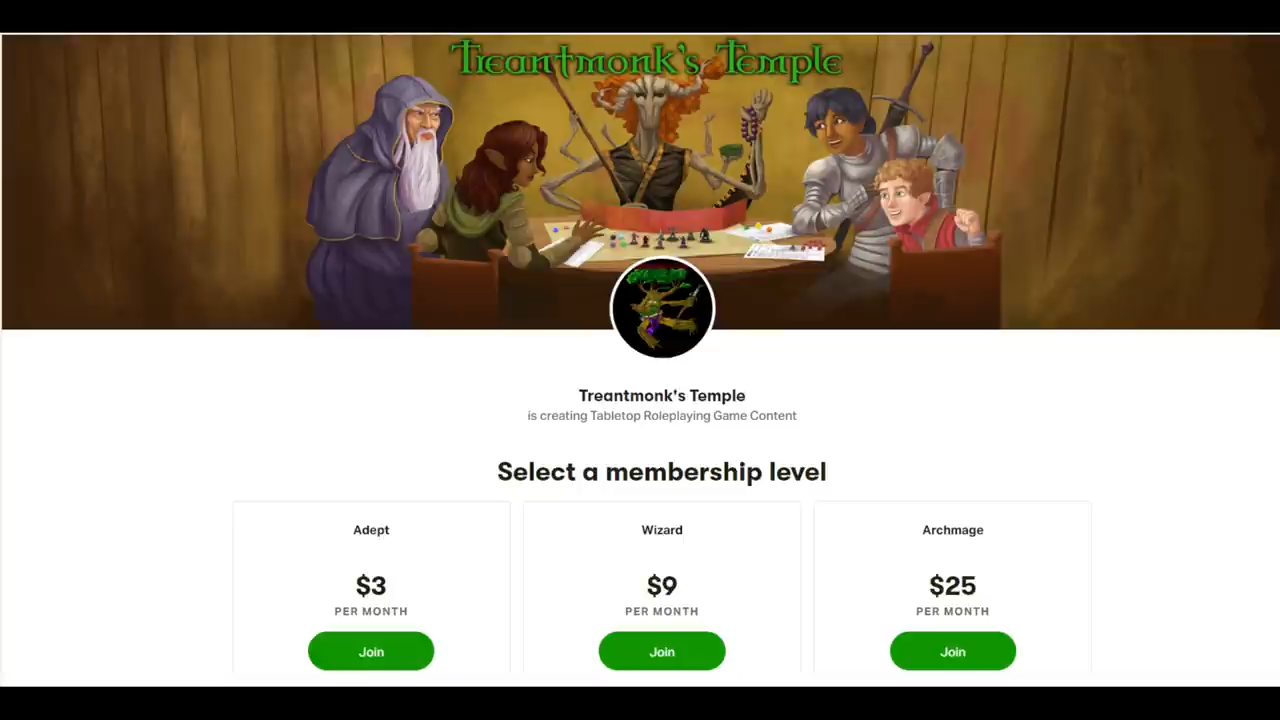 Treantmonk's Temple
Treantmonk's Temple
is creating Tabletop Roleplaying Game Content
Select a membership level
Adept
$3
PER MONTH
Join
Wizard
$9
PER MONTH
Join
Archmage
$25
PER MONTH
Join